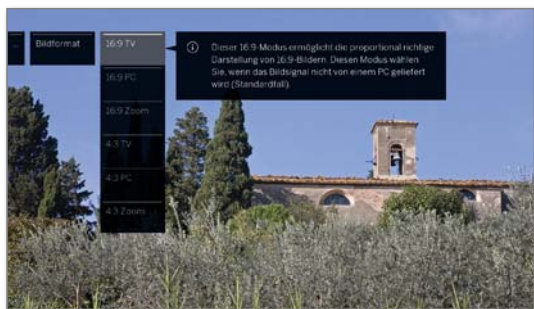 ...
Bildformat
16:9 TV
Dieser 16:9-Modus ermöglicht die proportional richtige
Darstellung von 16:9-Bildern. Diesen Modus wählen
Sie, wenn das Bildsignal nicht von einem PC geliefert
wird (Standardfall).
16:9 PC
16:9 Zoom
4:3 TV
4:3 PC
4:3 Zoom